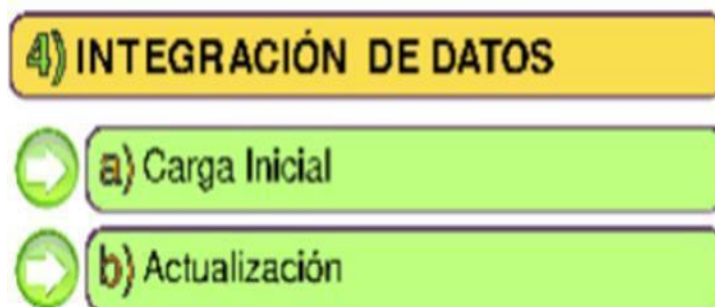 4) INTEGRACIÓN DE DATOS
a) Carga Inicial
b) Actualización